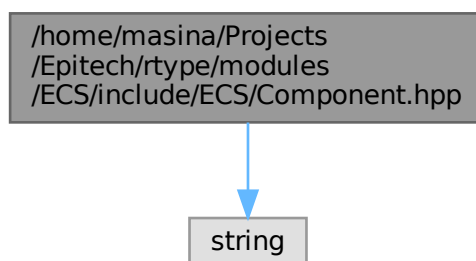 /home/masina/Projects
/Epitech/rtype/modules
/ECS/include/ECS/Component.hpp
string